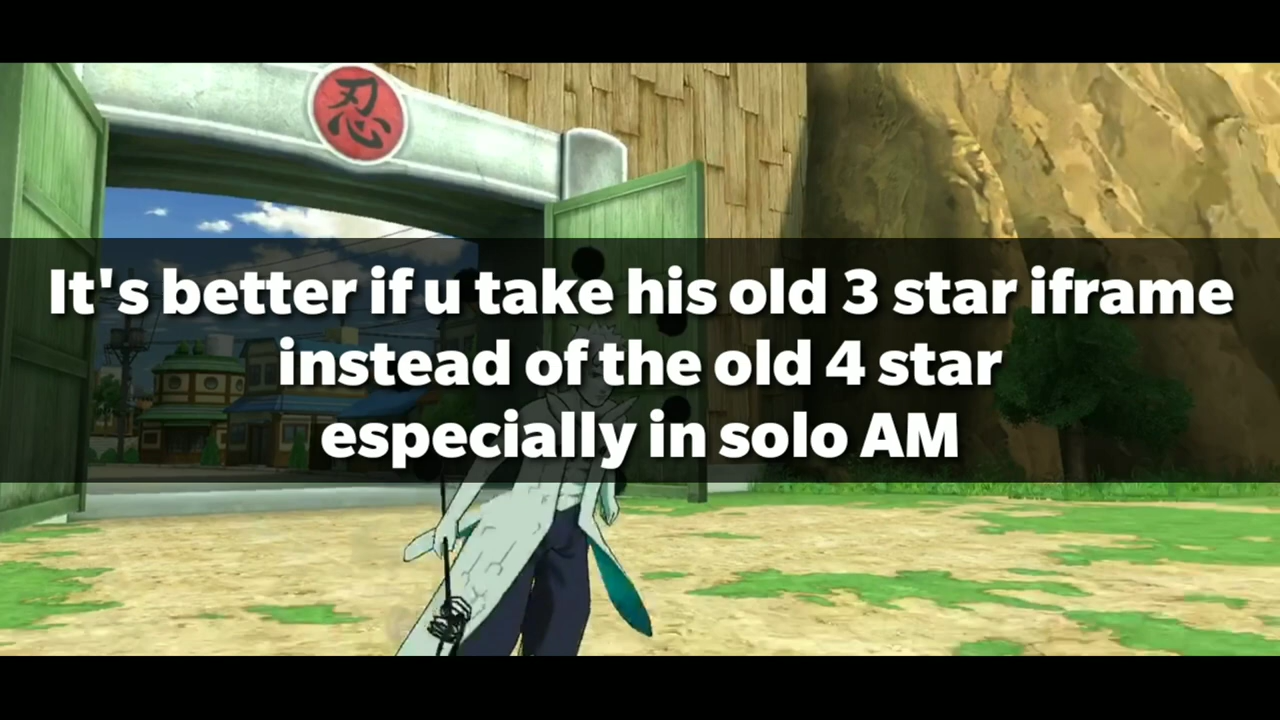 忍
It's better if u take his old 3 star iframe
instead of the old 4 star
especially in solo AM